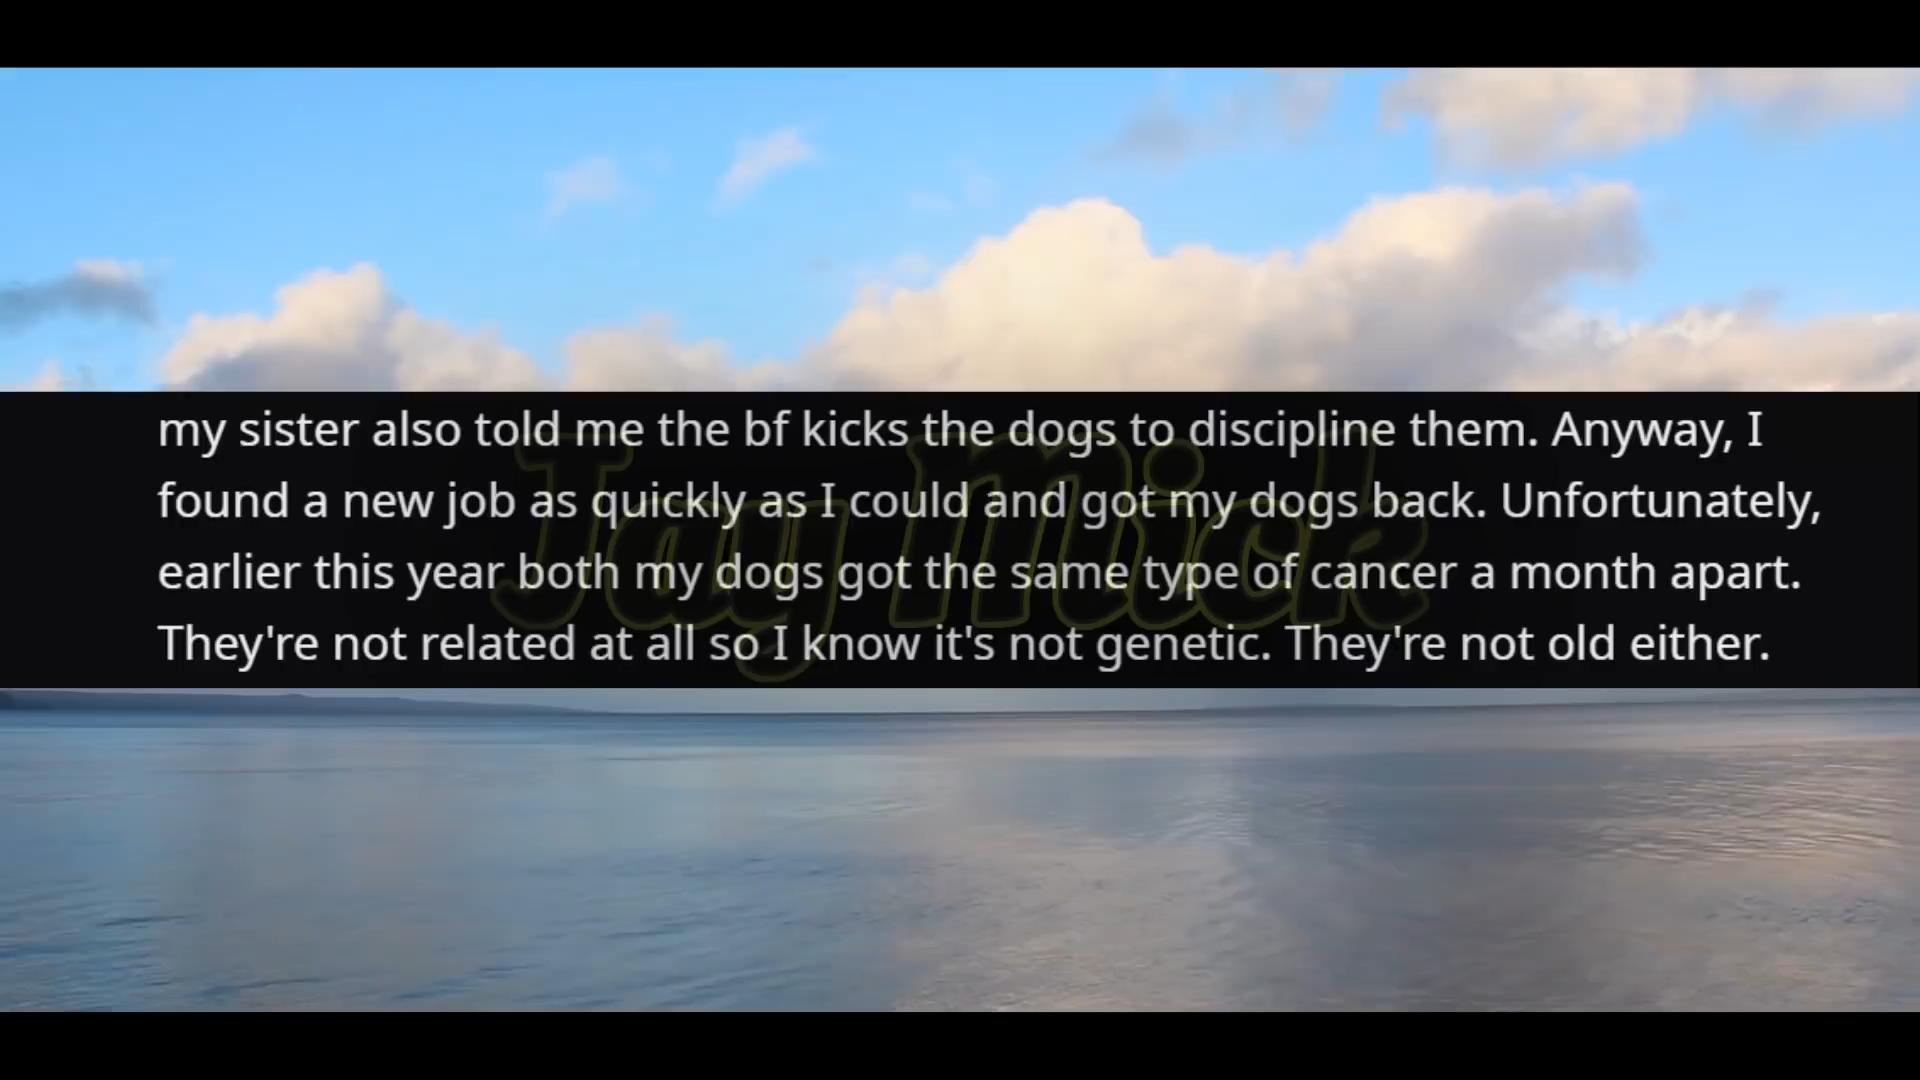 my sister also told me the bf kicks the dogs to discipline them. Anyway, I
found a new job as quickly as I could and got my dogs back. Unfortunately,
earlier this year both my dogs got the same type of cancer a month apart.
They're not related at all so I know it's not genetic. They're not old either.
Jay Mick